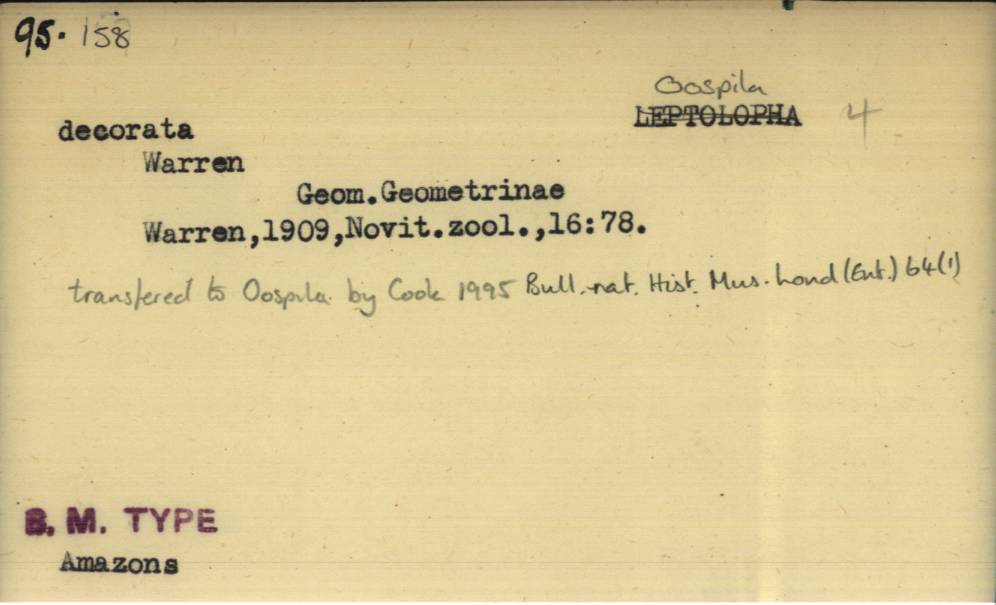 95. 158
Oospila
LEPTOLOPHA 4
decorata
Warren
Geom.Geometrinae
Warren,1909,Novit.zool.,16:78.
transfered to Oospila by Cook 1995 Bull. nat. Hist. Mus. Lond (Ent.) 64(1)
B. M. TYPE
Amazons